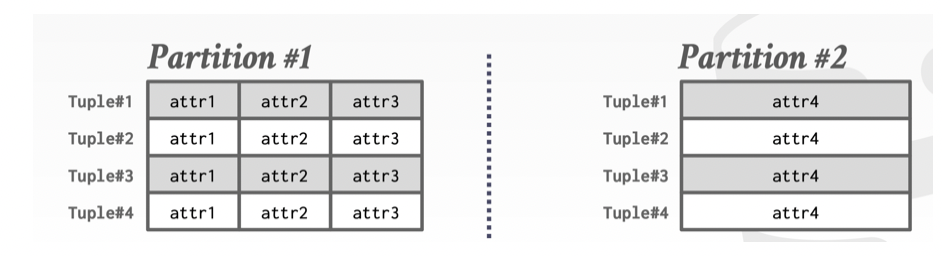 Partition #1 Partition #2
Tuple#1 attr1 attr2 attr3 Tuple#1 attr4
Tuple#2 attr1 attr2 attr3 Tuple#2 attr4
Tuple#3 attr1 attr2 attr3 Tuple#3 attr4
Tuple#4 attr1 attr2 attr3 Tuple#4 attr4